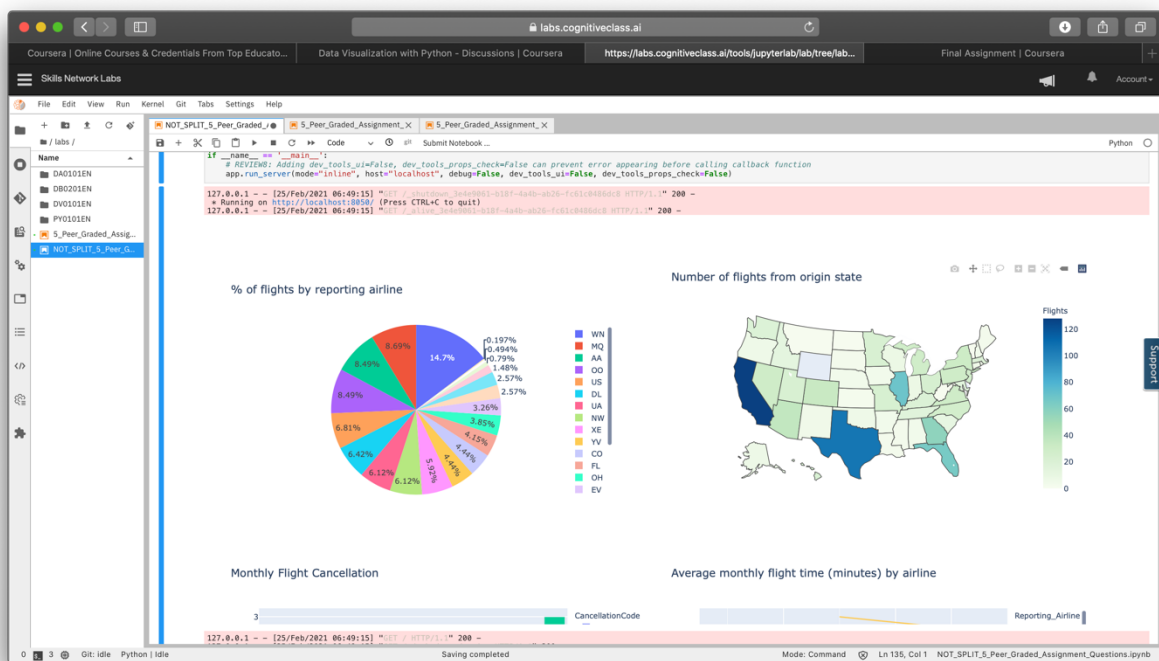 labs.cognitiveclass.ai
Coursera | Online Courses & Credentials From Top Educato...
Data Visualization with Python - Discussions | Coursera
https://labs.cognitiveclass.ai/tools/jupyterlab/lab/tree/lab...
Final Assignment | Coursera
Skills Network Labs
Account
File Edit View Run Kernel Git Tabs Settings Help
NOT_SPLIT_5_Peer_Graded_
5_Peer_Graded_Assignment_
5_Peer_Graded_Assignment_
/ labs /
Code
git
Submit Notebook ...
Python
Name
DA0101EN
DB0201EN
DV0101EN
PY0101EN
5_Peer_Graded_Assig...
NOT_SPLIT_5_Peer_G...
if __name__ == '__main__':
# REVIEW8: Adding dev_tools_ui=False, dev_tools_props_check=False can prevent error appearing before calling callback function
app.run_server(mode="inline", host="localhost", debug=False, dev_tools_ui=False, dev_tools_props_check=False)
127.0.0.1 - - [25/Feb/2021 06:49:15] "GET /_shutdown_3e4e9061-b18f-4a4b-ab26-fc61c0486dc8 HTTP/1.1" 200 -
* Running on http://localhost:8050/ (Press CTRL+C to quit)
127.0.0.1 - - [25/Feb/2021 06:49:15] "GET /_alive_3e4e9061-b18f-4a4b-ab26-fc61c0486dc8 HTTP/1.1" 200 -
% of flights by reporting airline
14.7%
0.197%
0.494%
0.79%
1.48%
2.57%
2.57%
3.26%
3.85%
4.15%
4.44%
4.44%
5.92%
6.12%
6.12%
6.42%
6.81%
8.49%
8.49%
8.69%
WN
MQ
AA
OO
US
DL
UA
NW
XE
YV
CO
FL
OH
EV
Number of flights from origin state
Flights
120
100
80
60
40
20
0
Support
Monthly Flight Cancellation
3
CancellationCode
Average monthly flight time (minutes) by airline
Reporting_Airline
127.0.0.1 - - [25/Feb/2021 06:49:15] "GET / HTTP/1.1" 200 -
0
3
Git: idle
Python | Idle
Saving completed
Mode: Command
Ln 135, Col 1
NOT_SPLIT_5_Peer_Graded_Assignment_Questions.ipynb